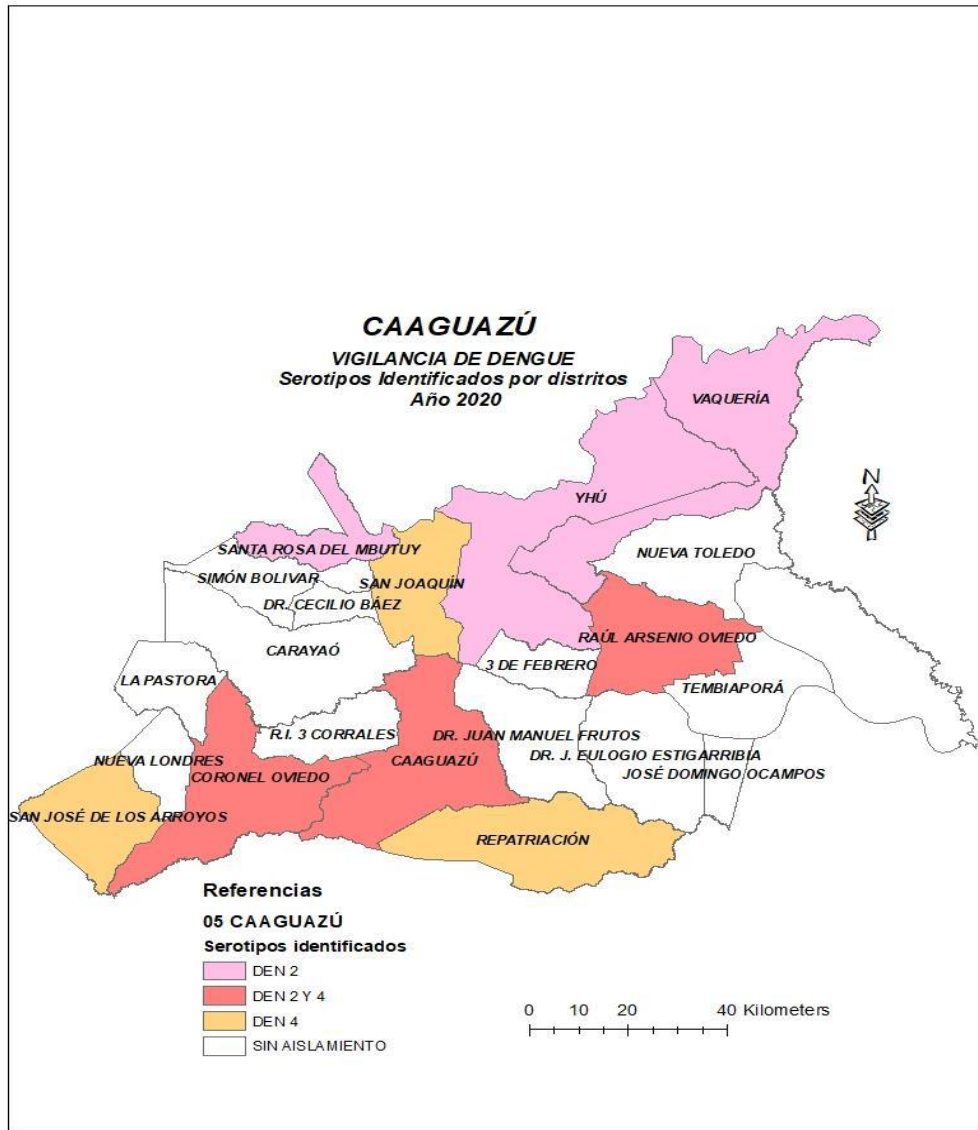 CAAGUAZÚ
VIGILANCIA DE DENGUE
Serotipos Identificados por distritos
Año 2020
VAQUERÍA
N
YHÚ
SANTA ROSA DEL MBUTUY
NUEVA TOLEDO
SIMÓN BOLIVAR
SAN JOAQUÍN
DR. CECILIO BÁEZ
RAÚL ARSENIO OVIEDO
CARAYAÓ
3 DE FEBRERO
LA PASTORA
TEMBIAPORÁ
R.I. 3 CORRALES
DR. JUAN MANUEL FRUTOS
NUEVA LONDRES
DR. J. EULOGIO ESTIGARRIBIA
CAAGUAZÚ
CORONEL OVIEDO
JOSÉ DOMINGO OCAMPOS
SAN JOSÉ DE LOS ARROYOS
REPATRIACIÓN
Referencias
05 CAAGUAZÚ
Serotipos identificados
DEN 2
DEN 2 Y 4
DEN 4
SIN AISLAMIENTO
0 10 20 40 Kilometers